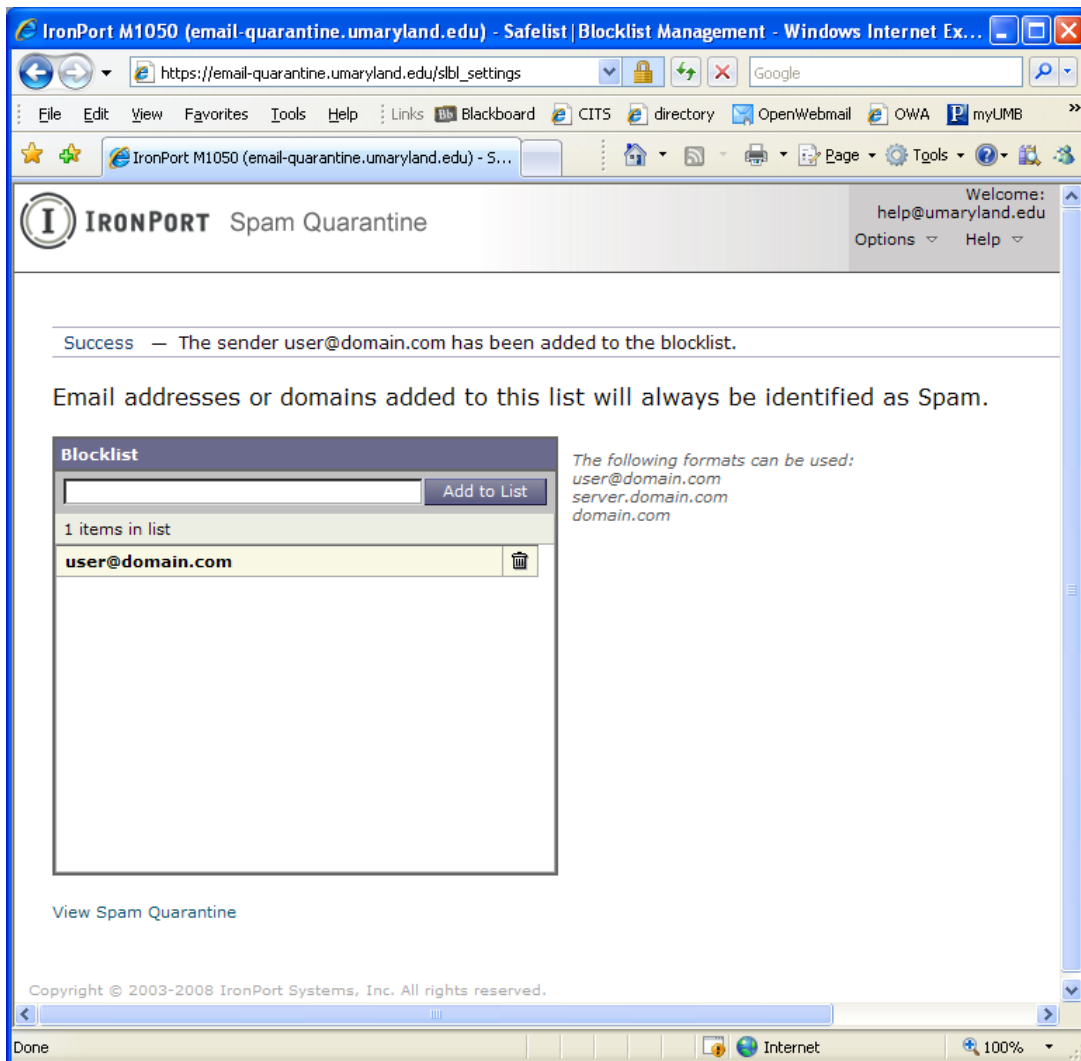 IronPort M1050 (email-quarantine.umaryland.edu) - Safelist|Blocklist Management - Windows Internet Ex...
https://email-quarantine.umaryland.edu/slbl_settings Google
File Edit View Favorites Tools Help Links Bb Blackboard CITS directory OpenWebmail OWA P myUMB »
IronPort M1050 (email-quarantine.umaryland.edu) - S... Page Tools
Welcome:
I IRONPORT Spam Quarantine help@umaryland.edu
Options Help
Success — The sender user@domain.com has been added to the blocklist.
Email addresses or domains added to this list will always be identified as Spam.
Blocklist
The following formats can be used:
user@domain.com
server.domain.com
domain.com
Add to List
1 items in list
user@domain.com
View Spam Quarantine
Copyright © 2003-2008 IronPort Systems, Inc. All rights reserved.
Done Internet 100%